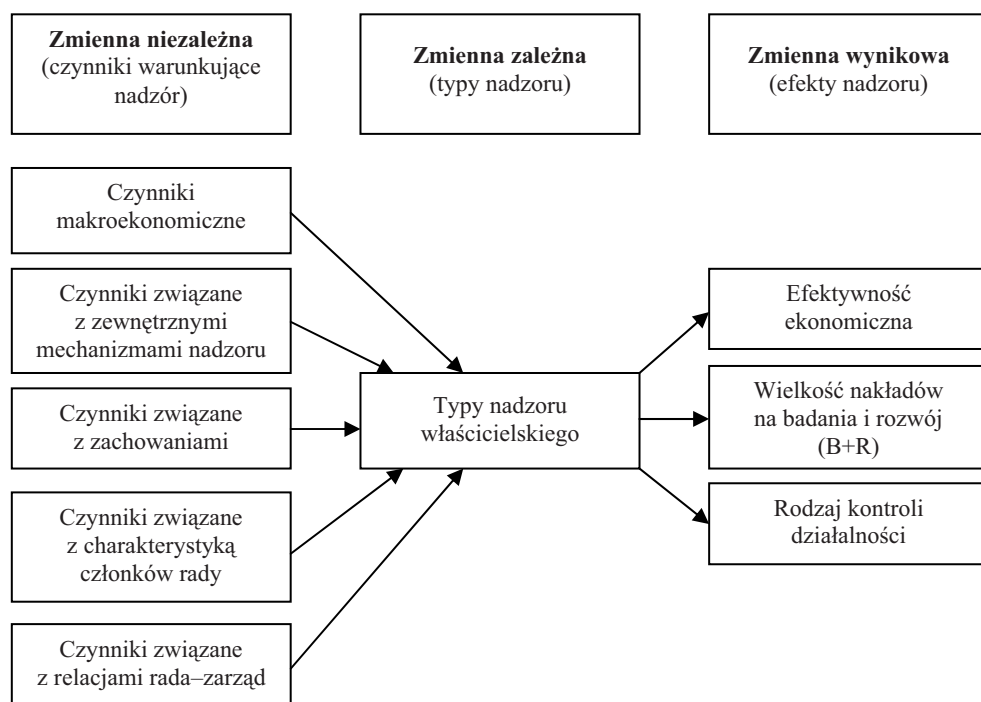 Zmienna niezależna
(czynniki warunkujące
nadzór)
Zmienna zależna
(typy nadzoru)
Zmienna wynikowa
(efekty nadzoru)
Czynniki
makroekonomiczne
Czynniki związane
z zewnętrznymi
mechanizmami nadzoru
Czynniki związane
z zachowaniami
Czynniki związane
z charakterystyką
członków rady
Czynniki związane
z relacjami rada–zarząd
Typy nadzoru
właścicielskiego
Efektywność
ekonomiczna
Wielkość nakładów
na badania i rozwój
(B+R)
Rodzaj kontroli
działalności